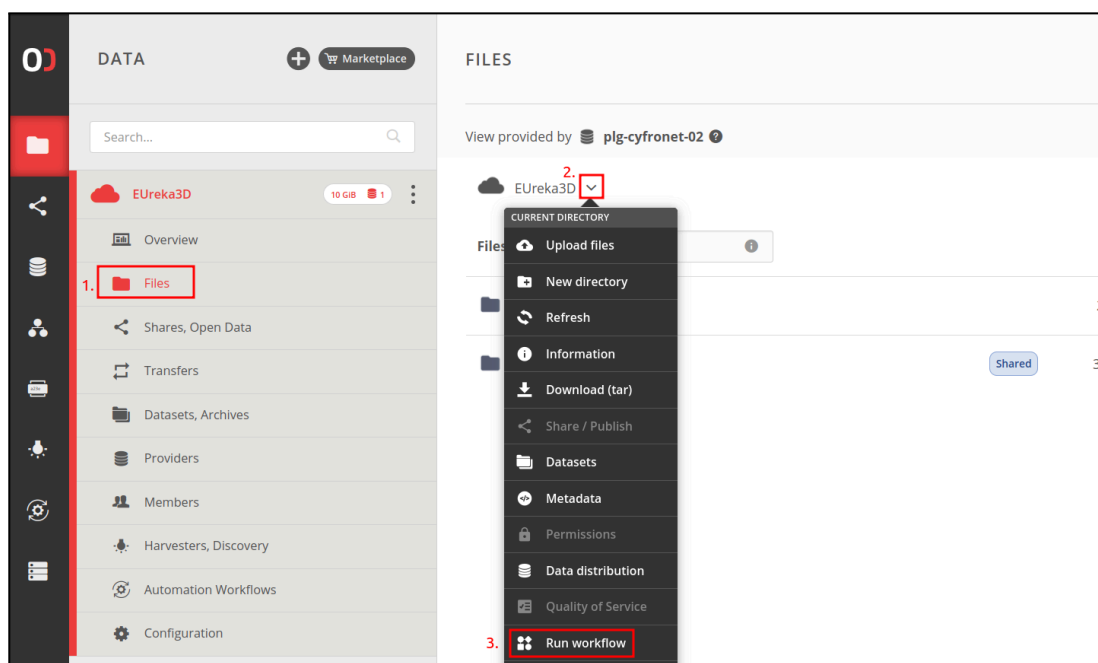 DATA
Marketplace
Search...
EUreka3D
10 GiB 1
Overview
1. Files
Shares, Open Data
Transfers
Datasets, Archives
Providers
Members
Harvesters, Discovery
Automation Workflows
Configuration
FILES
View provided by plg-cyfronet-02
2.
EUreka3D
CURRENT DIRECTORY
Files
Upload files
New directory
Refresh
Information
Download (tar)
Share / Publish
Datasets
Metadata
Permissions
Data distribution
Quality of Service
3. Run workflow
Shared
3